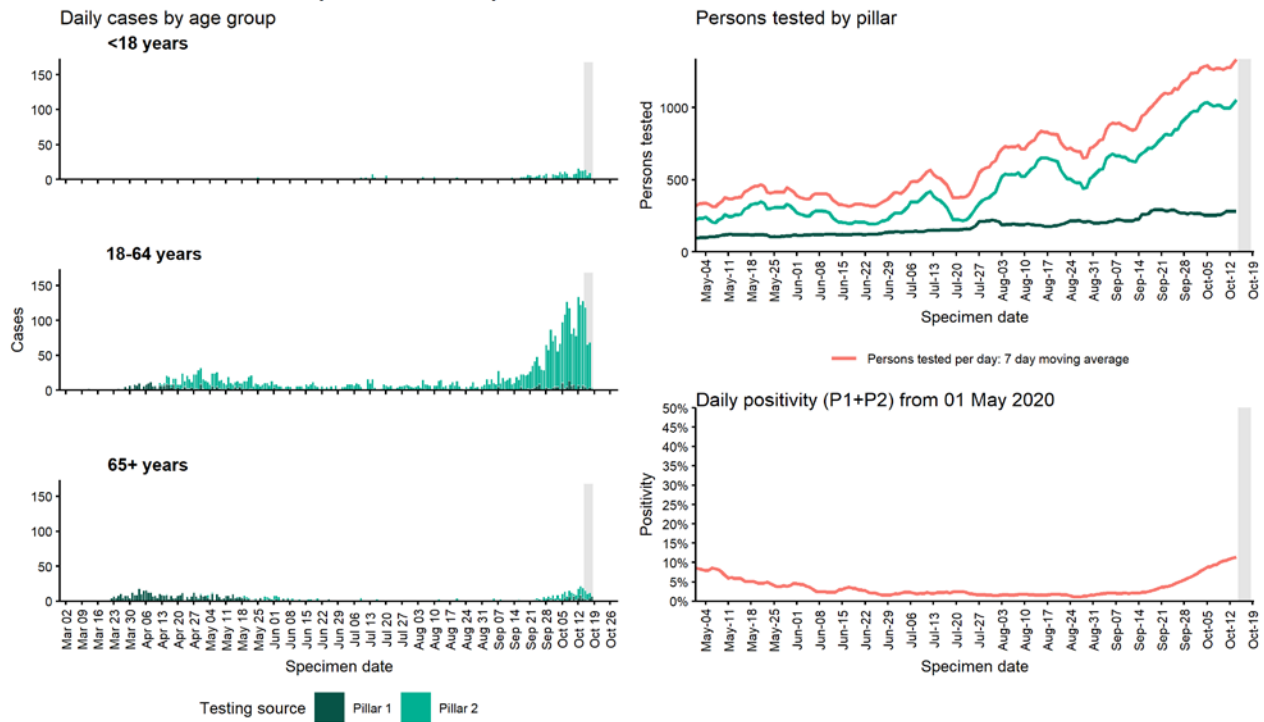 Daily cases by age group
<18 years
150
100
50
0
18-64 years
150
100
50
0
Cases
65+ years
150
100
50
0
Mar 02 Mar 09 Mar 16 Mar 23 Mar 30 Apr 06 Apr 13 Apr 20 Apr 27 May 04 May 11 May 18 May 25 Jun 01 Jun 08 Jun 15 Jun 22 Jun 29 Jul 06 Jul 13 Jul 20 Jul 27 Aug 03 Aug 10 Aug 17 Aug 24 Aug 31 Sep 07 Sep 14 Sep 21 Sep 28 Oct 05 Oct 12 Oct 19 Oct 26
Specimen date
Testing source Pillar 1 Pillar 2
Persons tested by pillar
1000
500
0
Persons tested
May-04 May-11 May-18 May-25 Jun-01 Jun-08 Jun-15 Jun-22 Jun-29 Jul-06 Jul-13 Jul-20 Jul-27 Aug-03 Aug-10 Aug-17 Aug-24 Aug-31 Sep-07 Sep-14 Sep-21 Sep-28 Oct-05 Oct-12 Oct-19
Specimen date
Persons tested per day: 7 day moving average
Daily positivity (P1+P2) from 01 May 2020
50%
45%
40%
35%
30%
25%
20%
15%
10%
5%
0%
Positivity
May-04 May-11 May-18 May-25 Jun-01 Jun-08 Jun-15 Jun-22 Jun-29 Jul-06 Jul-13 Jul-20 Jul-27 Aug-03 Aug-10 Aug-17 Aug-24 Aug-31 Sep-07 Sep-14 Sep-21 Sep-28 Oct-05 Oct-12 Oct-19
Specimen date